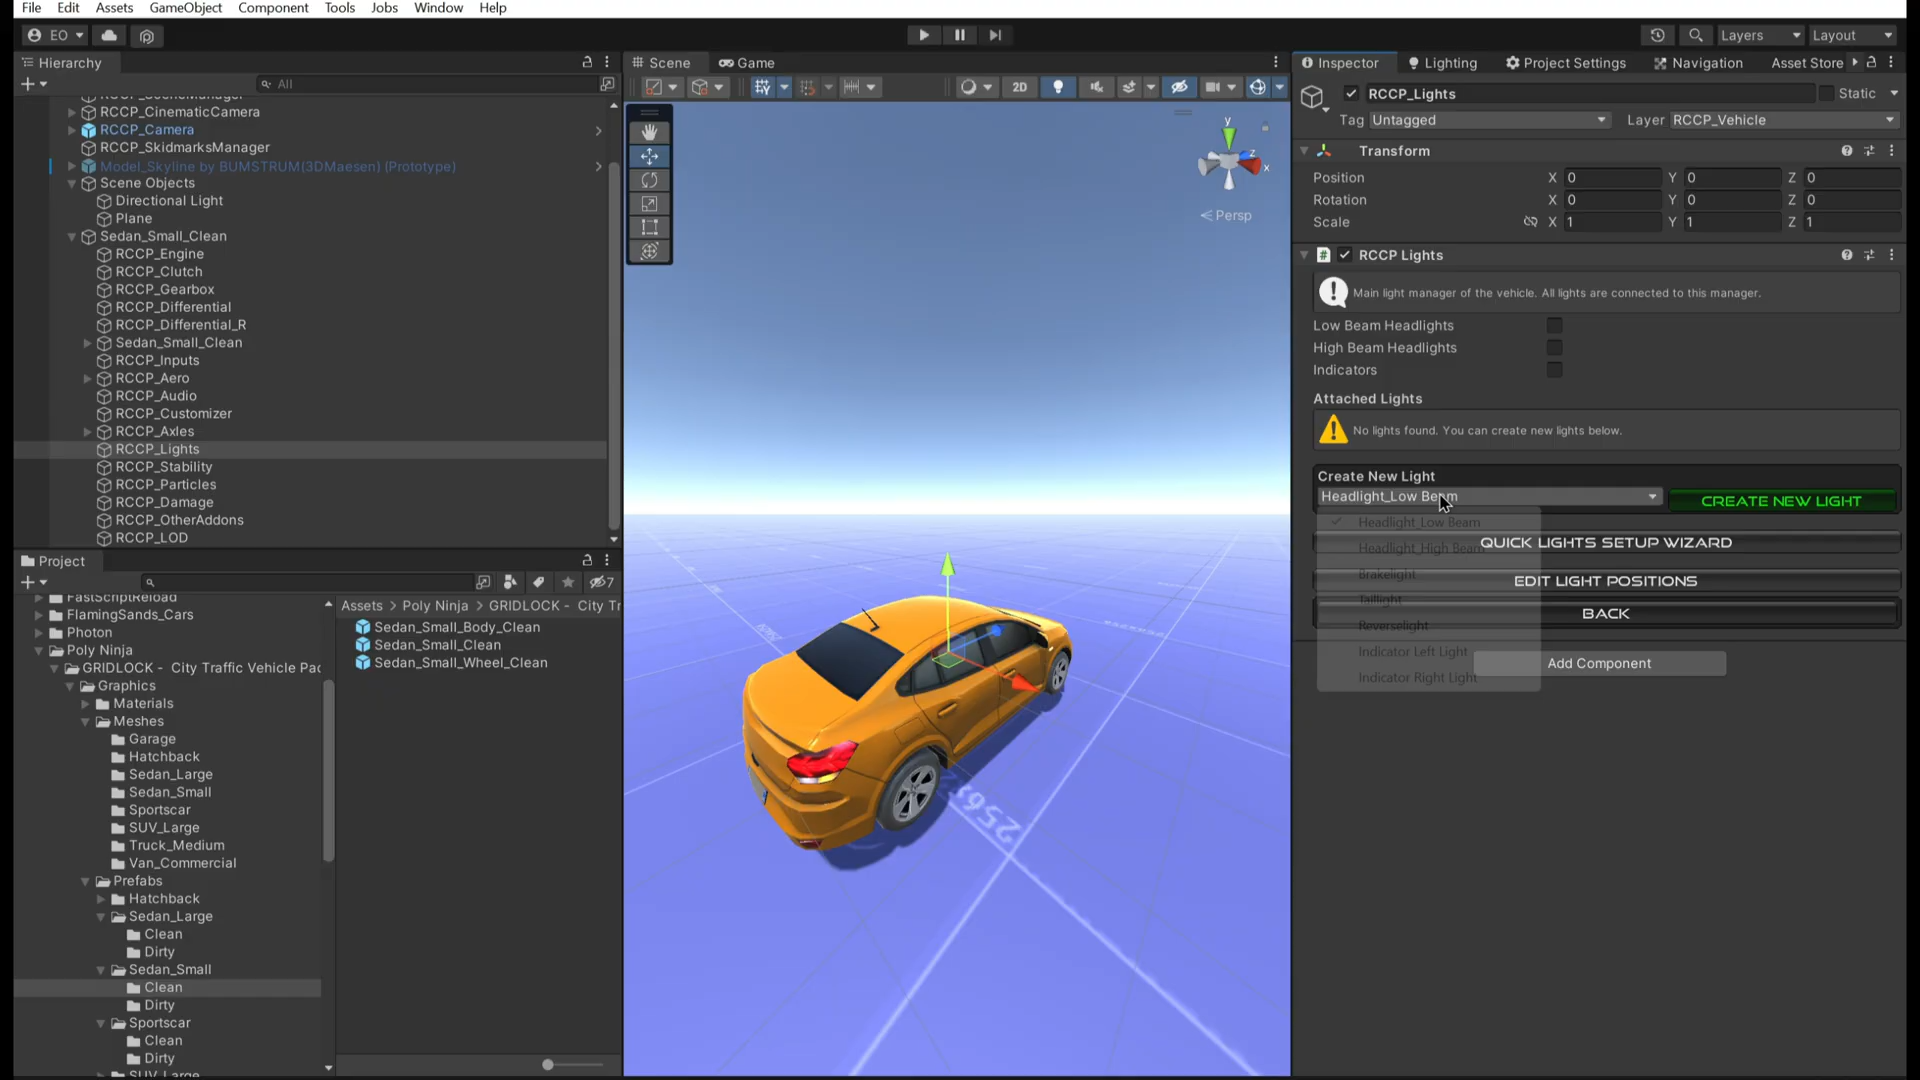 File Edit Assets GameObject Component Tools Jobs Window Help
EO
Layers Layout
Hierarchy
All
RCCP_SceneManager
RCCP_CinematicCamera
RCCP_Camera
RCCP_SkidmarksManager
Model_Skyline by BUMSTRUM(3DMaesen) (Prototype)
Scene Objects
Directional Light
Plane
Sedan_Small_Clean
RCCP_Engine
RCCP_Clutch
RCCP_Gearbox
RCCP_Differential
RCCP_Differential_R
Sedan_Small_Clean
RCCP_Inputs
RCCP_Aero
RCCP_Audio
RCCP_Customizer
RCCP_Axles
RCCP_Lights
RCCP_Stability
RCCP_Particles
RCCP_Damage
RCCP_OtherAddons
RCCP_LOD
Project
7
FastScriptReload
FlamingSands_Cars
Photon
Poly Ninja
GRIDLOCK - City Traffic Vehicle Pac
Graphics
Materials
Meshes
Garage
Hatchback
Sedan_Large
Sedan_Small
Sportscar
SUV_Large
Truck_Medium
Van_Commercial
Prefabs
Hatchback
Sedan_Large
Clean
Dirty
Sedan_Small
Clean
Dirty
Sportscar
Clean
Dirty
SUV_Large
Assets > Poly Ninja > GRIDLOCK - City Tr
Sedan_Small_Body_Clean
Sedan_Small_Clean
Sedan_Small_Wheel_Clean
Scene Game
2D
y
z
x
Persp
Inspector Lighting Project Settings Navigation Asset Store
RCCP_Lights Static
Tag Untagged Layer RCCP_Vehicle
Transform
Position X 0 Y 0 Z 0
Rotation X 0 Y 0 Z 0
Scale X 1 Y 1 Z 1
RCCP Lights
Main light manager of the vehicle. All lights are connected to this manager.
Low Beam Headlights
High Beam Headlights
Indicators
Attached Lights
No lights found. You can create new lights below.
Create New Light
Headlight_Low Beam CREATE NEW LIGHT
Headlight_Low Beam
Headlight_High Beam
Brakelight
Taillight
Reverselight
Indicator Left Light
Indicator Right Light
QUICK LIGHTS SETUP WIZARD
EDIT LIGHT POSITIONS
BACK
Add Component